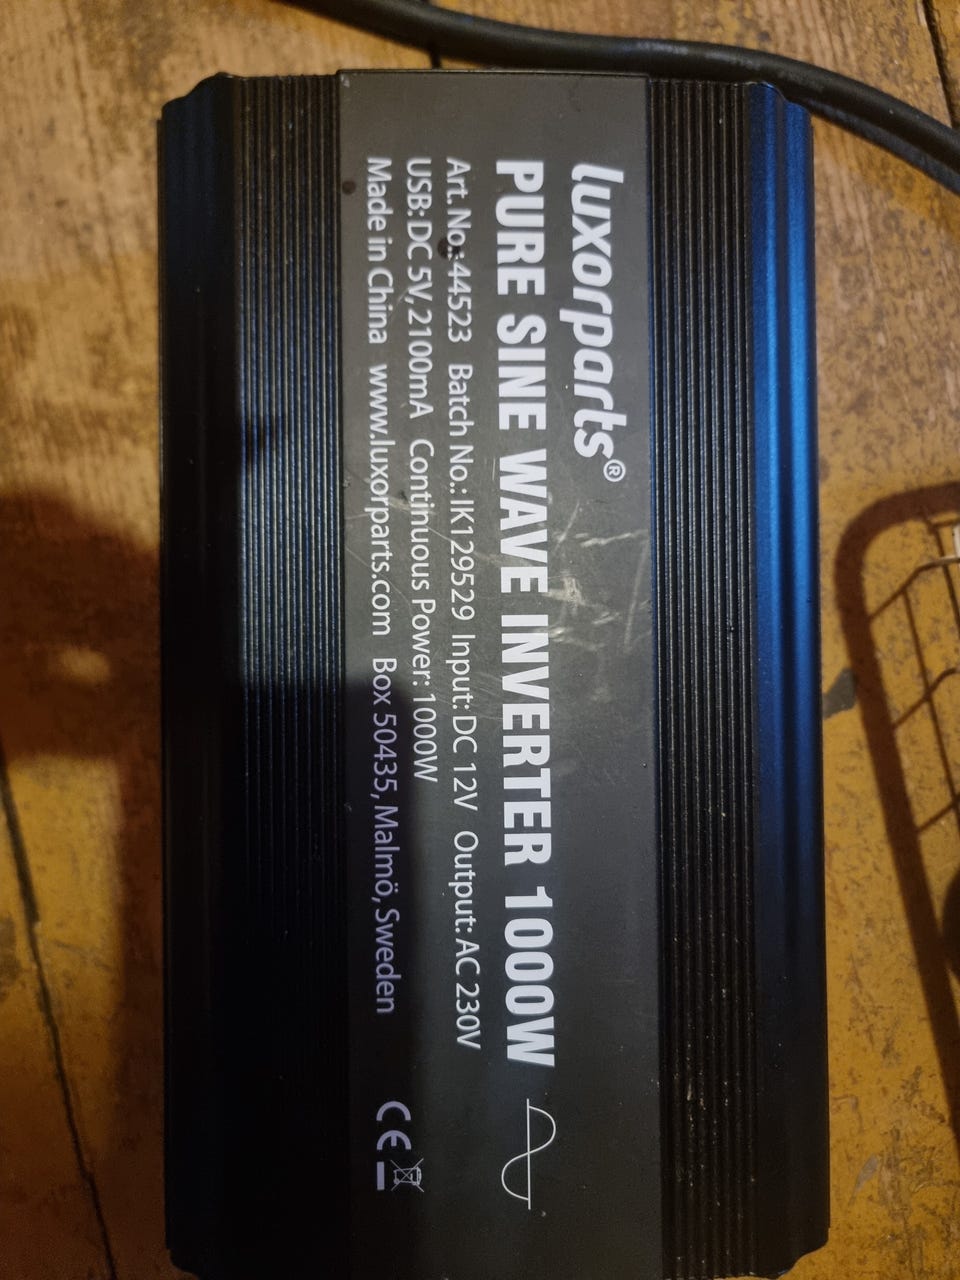 luxorparts®
PURE SINE WAVE INVERTER 1000W
Art. No.: 44523 Batch No.: IK129529 Input: DC 12V Output: AC 230V
USB: DC 5V, 2100mA Continuous Power: 1000W
Made in China www.luxorparts.com Box 50435, Malmö, Sweden
CE